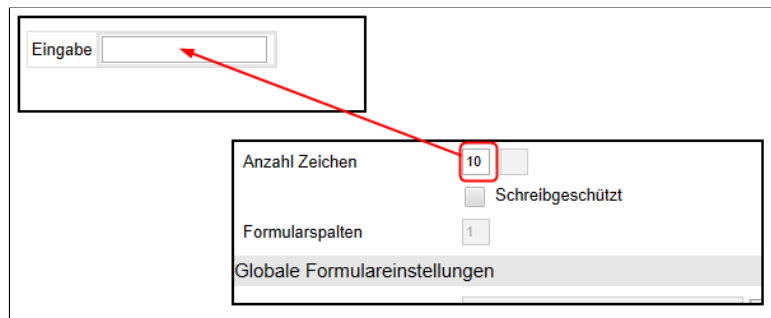 Eingabe
Anzahl Zeichen 10
Schreibgeschützt
Formularspalten 1
Globale Formulareinstellungen